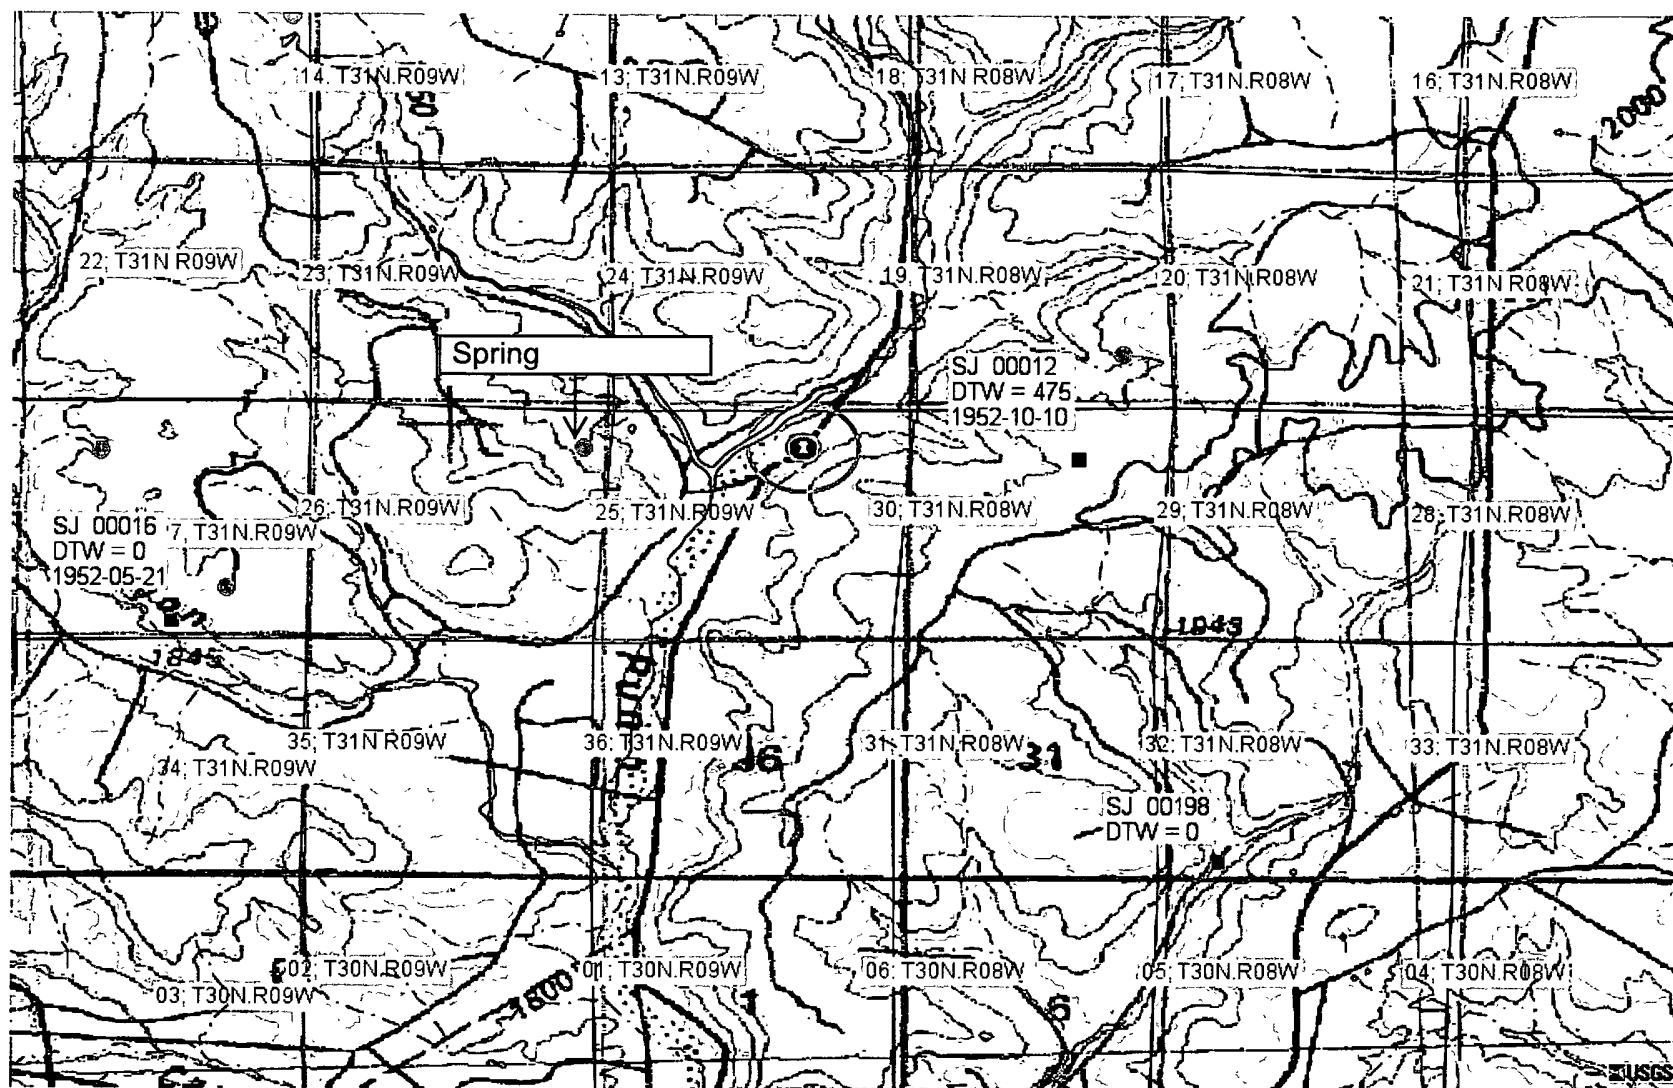 14; T31N.R09W
13; T31N.R09W
18; T31N R08W
17; T31N.R08W
16; T31N.R08W
2000
22; T31N R09W
23; T31N.R09W
24; T31N.R09W
19; T31N.R08W
20; T31N.R08W
21; T31N R08W
Spring
SJ 00012
DTW = 475
1952-10-10
SJ 00016
DTW = 0
1952-05-21
7; T31N.R09W
26; T31N.R09W
25; T31N R09W
30; T31N.R08W
29; T31N.R08W
28; T31N.R08W
1845
1843
35; T31N R09W
34; T31N.R09W
36; T31N.R09W
36
31; T31N.R08W
31
32; T31N.R08W
33; T31N.R08W
SJ 00198
DTW = 0
02; T30N.R09W
03; T30N.R09W
01; T30N.R09W
06; T30N.R08W
05; T30N.R08W
04; T30N.R08W
1800
1
6
USGS